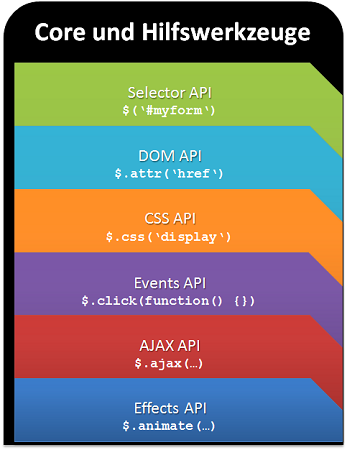 Core und Hilfswerkzeuge
Selector API
$(‘#myform‘)
DOM API
$.attr(‘href‘)
CSS API
$.css(‘display‘)
Events API
$.click(function() {})
AJAX API
$.ajax(…)
Effects API
$.animate(…)